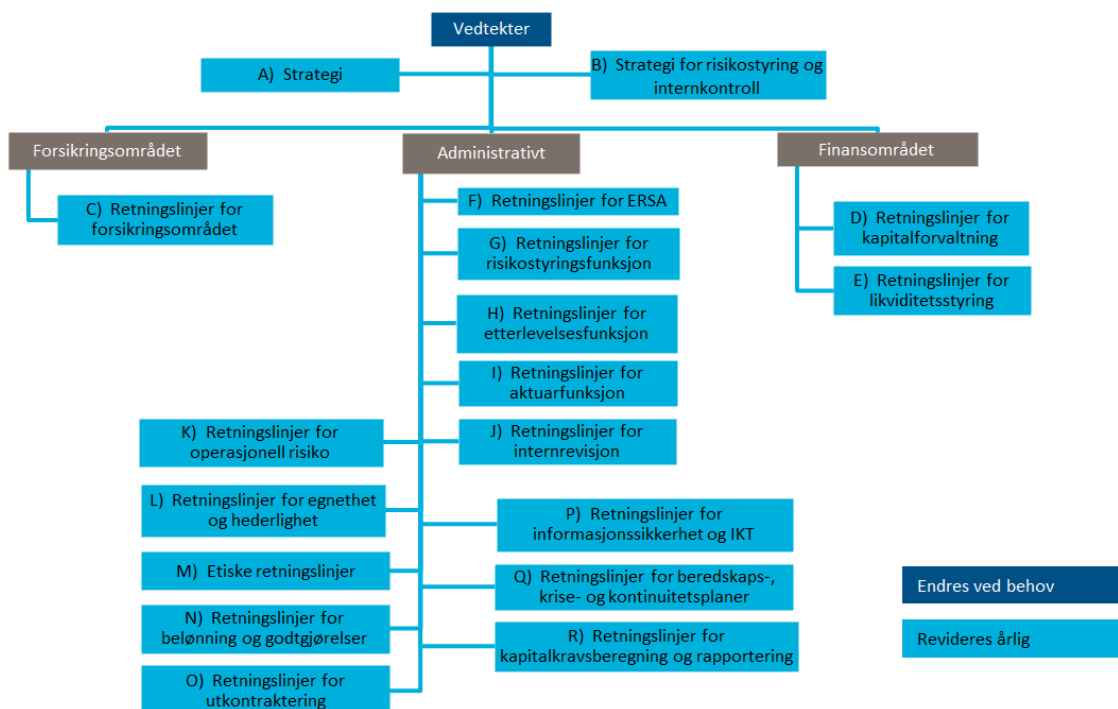 Vedtekter
A) Strategi
B) Strategi for risikostyring og
internkontroll
Forsikringsområdet
Administrativt
Finansområdet
C) Retningslinjer for
forsikringsområdet
F) Retningslinjer for ERSA
G) Retningslinjer for
risikostyringsfunksjon
H) Retningslinjer for
etterlevelsesfunksjon
I) Retningslinjer for
aktuarfunksjon
J) Retningslinjer for
internrevisjon
D) Retningslinjer for
kapitalforvaltning
E) Retningslinjer for
likviditetsstyring
K) Retningslinjer for
operasjonell risiko
L) Retningslinjer for egnethet
og hederlighet
M) Etiske retningslinjer
N) Retningslinjer for
belønning og godtgjørelser
O) Retningslinjer for
utkontraktering
P) Retningslinjer for
informasjonssikkerhet og IKT
Q) Retningslinjer for beredskaps-,
krise- og kontinuitetsplaner
R) Retningslinjer for
kapitalkravsberegning og rapportering
Endres ved behov
Revideres årlig